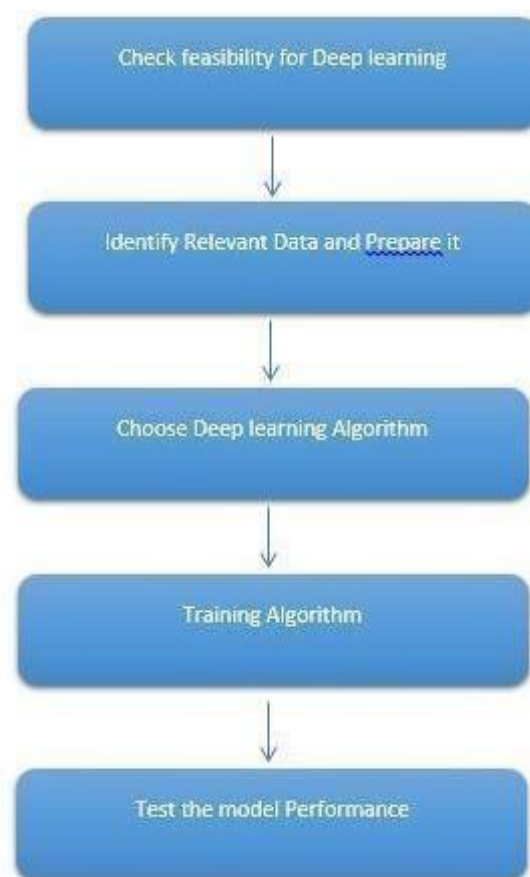 Check feasibility for Deep learning
Identify Relevant Data and Prepare it
Choose Deep learning Algorithm
Training Algorithm
Test the model Performance